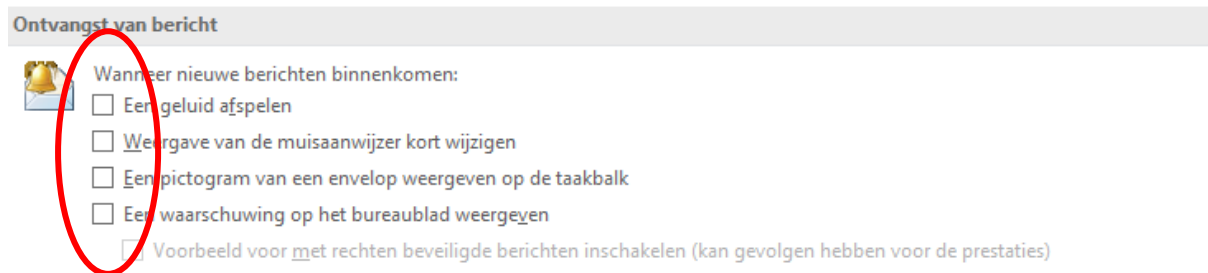 Ontvangst van bericht
Wanneer nieuwe berichten binnenkomen:
Een geluid afspelen
Weergave van de muisaanwijzer kort wijzigen
Een pictogram van een envelop weergeven op de taakbalk
Een waarschuwing op het bureaublad weergeven
Voorbeeld voor met rechten beveiligde berichten inschakelen (kan gevolgen hebben voor de prestaties)